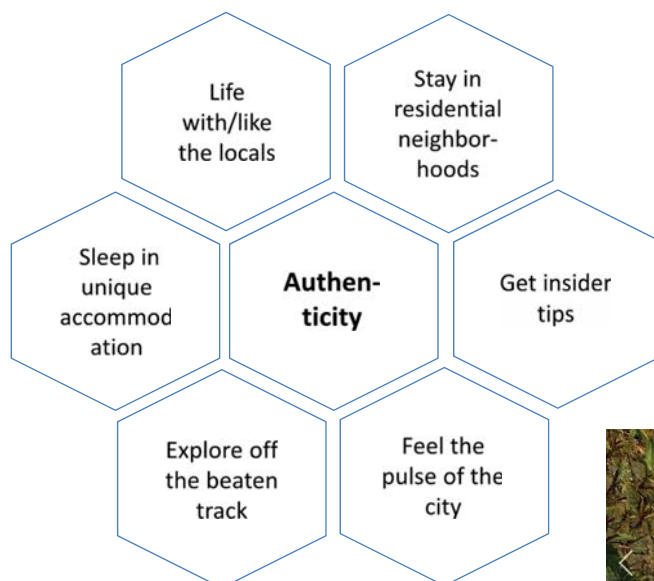 Life
with/like
the locals
Stay in
residential
neighbor-
hoods
Sleep in
unique
accommod
ation
Authen-
ticity
Get insider
tips
Explore off
the beaten
track
Feel the
pulse of the
city